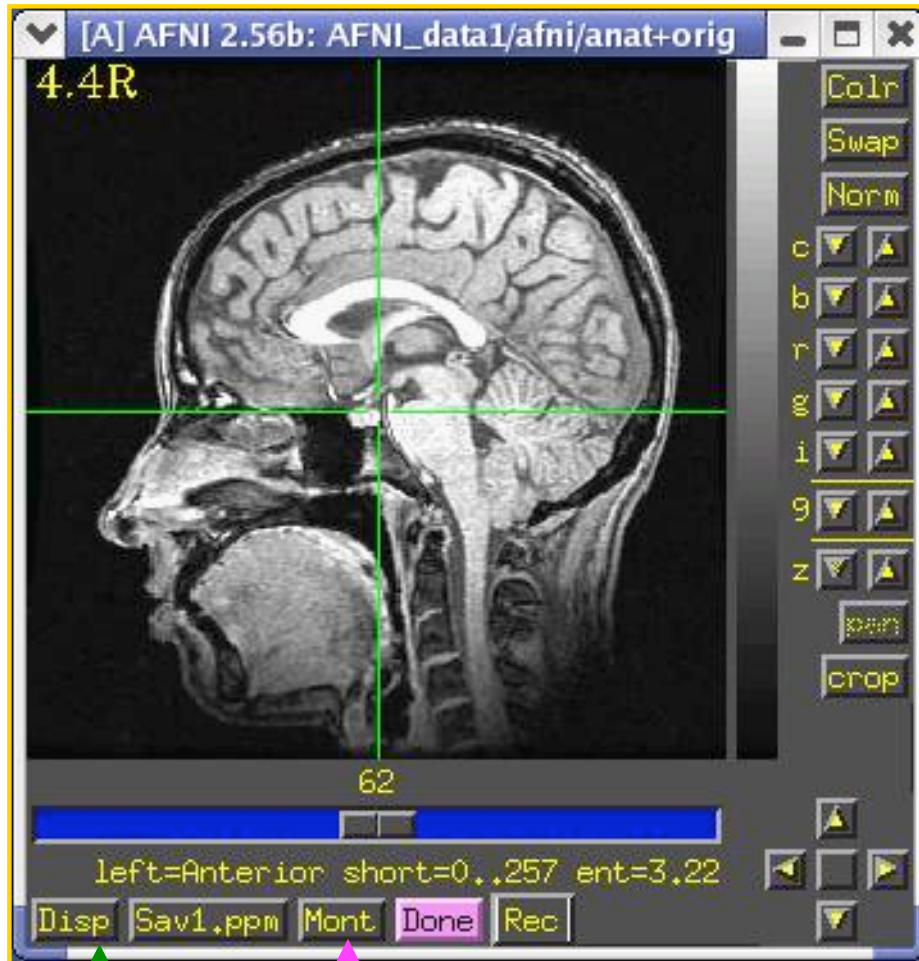 [A] AFNI 2.56b: AFNI_data1/afni/anat+orig
4.4R
Colr
Swap
Norm
c
b
r
g
i
9
z
pan
crop
62
left=Anterior short=0..257 ent=3.22
Disp Sav1.ppm Mont Done Rec